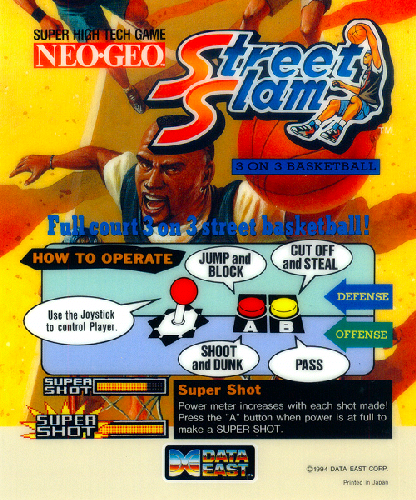 SUPER HIGH TECH GAME
NEO•GEO
Street
Slam
TM
3 ON 3 BASKETBALL
Full court 3 on 3 street basketball!
HOW TO OPERATE
JUMP and
BLOCK
CUT OFF
and STEAL
Use the Joystick
to control Player.
A
B
DEFENSE
OFFENSE
SHOOT
and DUNK
PASS
SUPER
SHOT
SUPER
SHOT
Super Shot
Power meter increases with each shot made!
Press the "A" button when power is at full to
make a SUPER SHOT.
DATA
EAST
©1994 DATA EAST CORP.
Printed in Japan